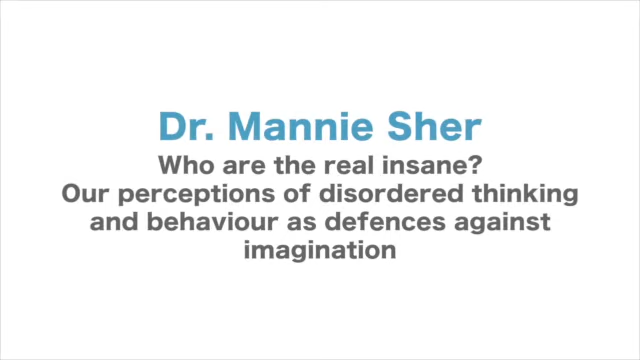 Dr. Mannie Sher
Who are the real insane?
Our perceptions of disordered thinking
and behaviour as defences against
imagination